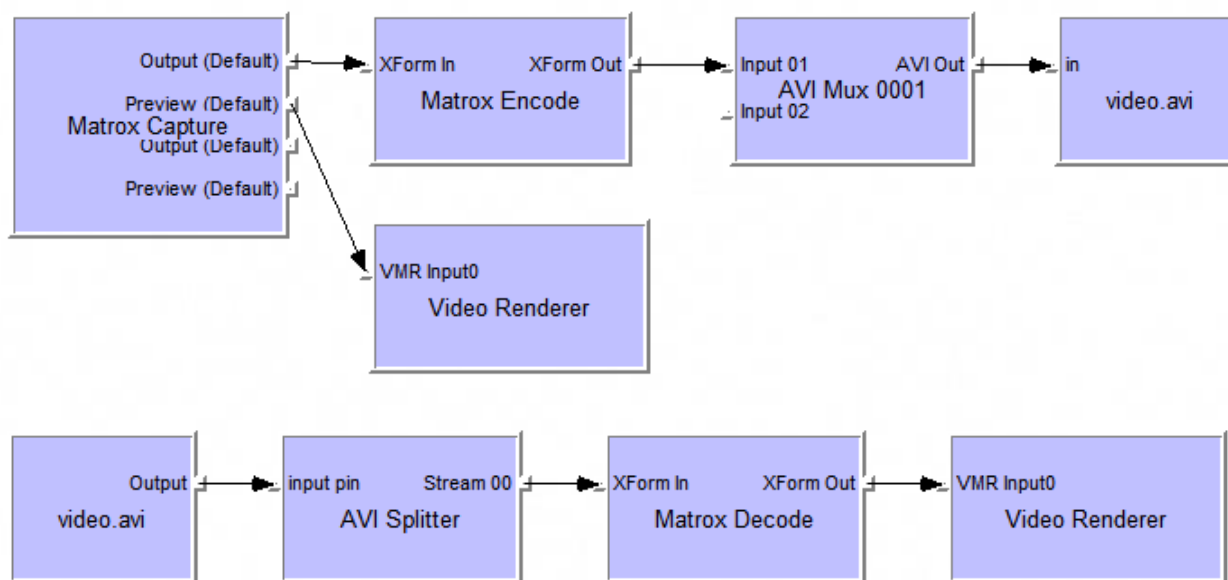 Output (Default)
Preview (Default)
Matrox Capture
Output (Default)
Preview (Default)
XForm In
XForm Out
Matrox Encode
Input 01
AVI Out
AVI Mux 0001
Input 02
in
video.avi
VMR Input0
Video Renderer
Output
video.avi
input pin
Stream 00
AVI Splitter
XForm In
XForm Out
Matrox Decode
VMR Input0
Video Renderer